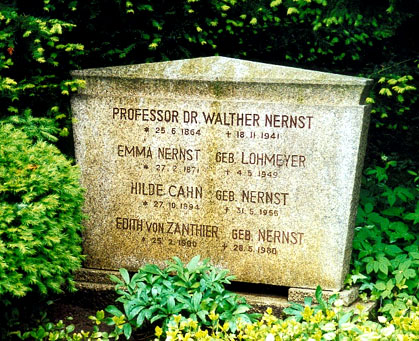 PROFESSOR DR. WALTHER NERNST
* 25.6.1864 + 18.11.1941
EMMA NERNST GEB. LOHMEYER
* 27.2.1871 + 4.5.1949
HILDE CAHN GEB. NERNST
* 27.10.1894 + 31.5.1956
EDITH VON ZANTHIER GEB. NERNST
* 25.2.1900 + 28.5.1980